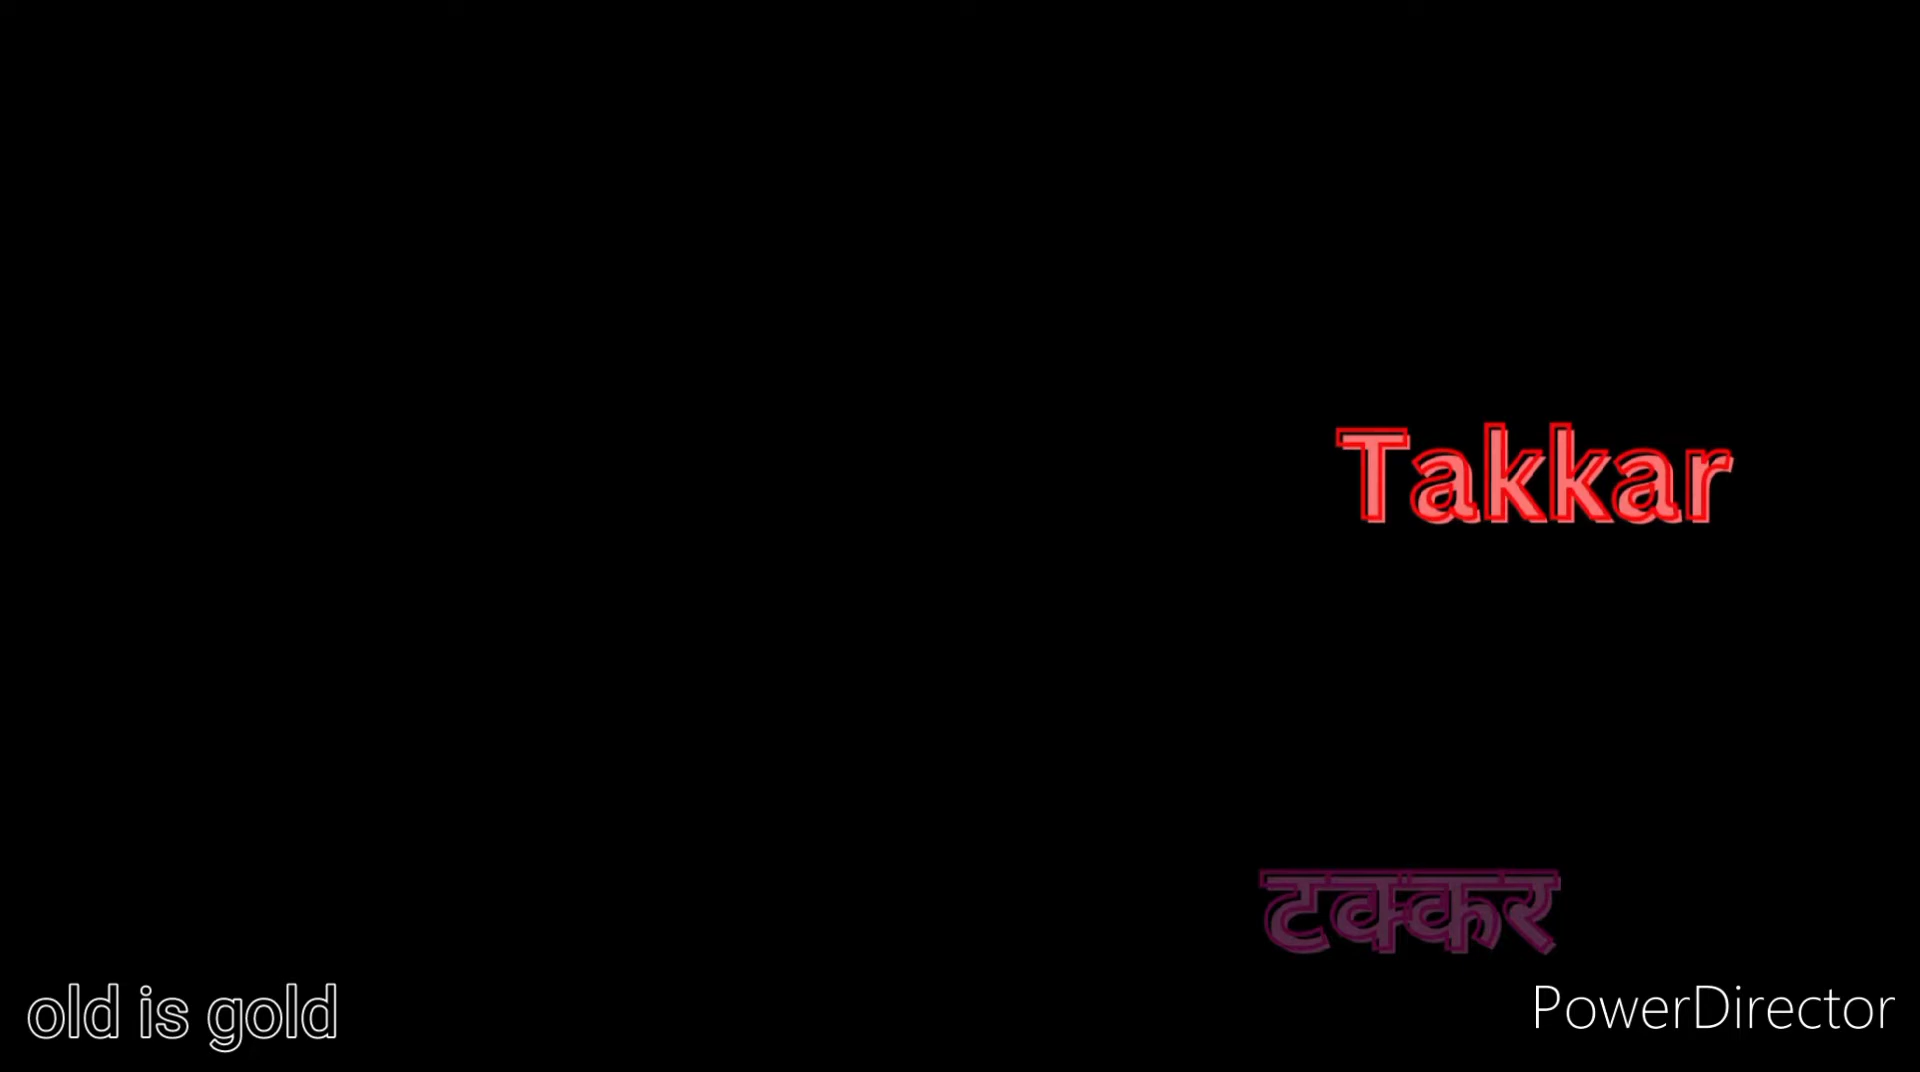 Takkar
टक्कर
old is gold
PowerDirector